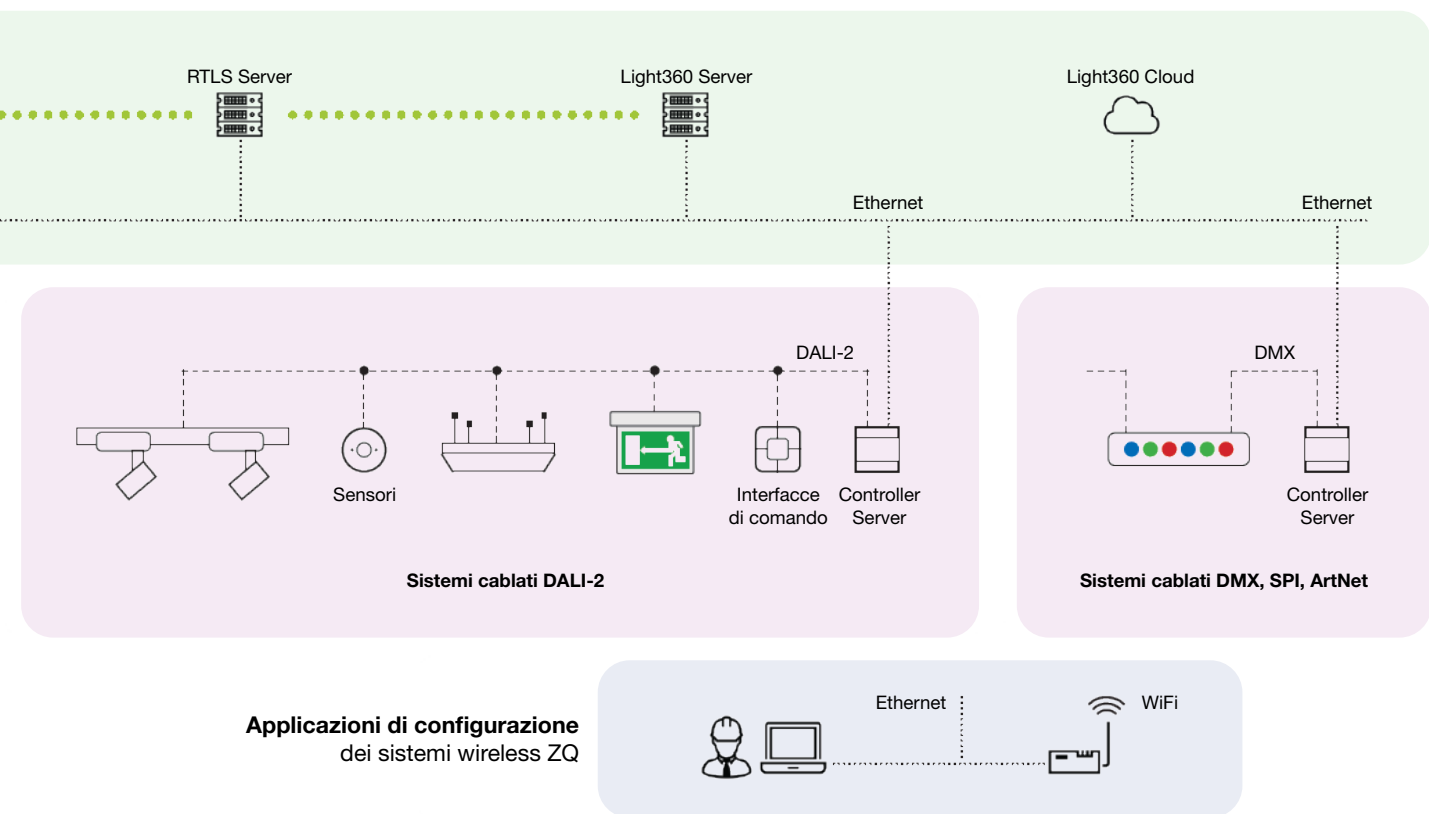 RTLS Server
Light360 Server
Light360 Cloud
Ethernet
Ethernet
DALI-2
Sensori
Interfacce
di comando
Controller
Server
Sistemi cablati DALI-2
DMX
Controller
Server
Sistemi cablati DMX, SPI, ArtNet
Applicazioni di configurazione
dei sistemi wireless ZQ
Ethernet
WiFi